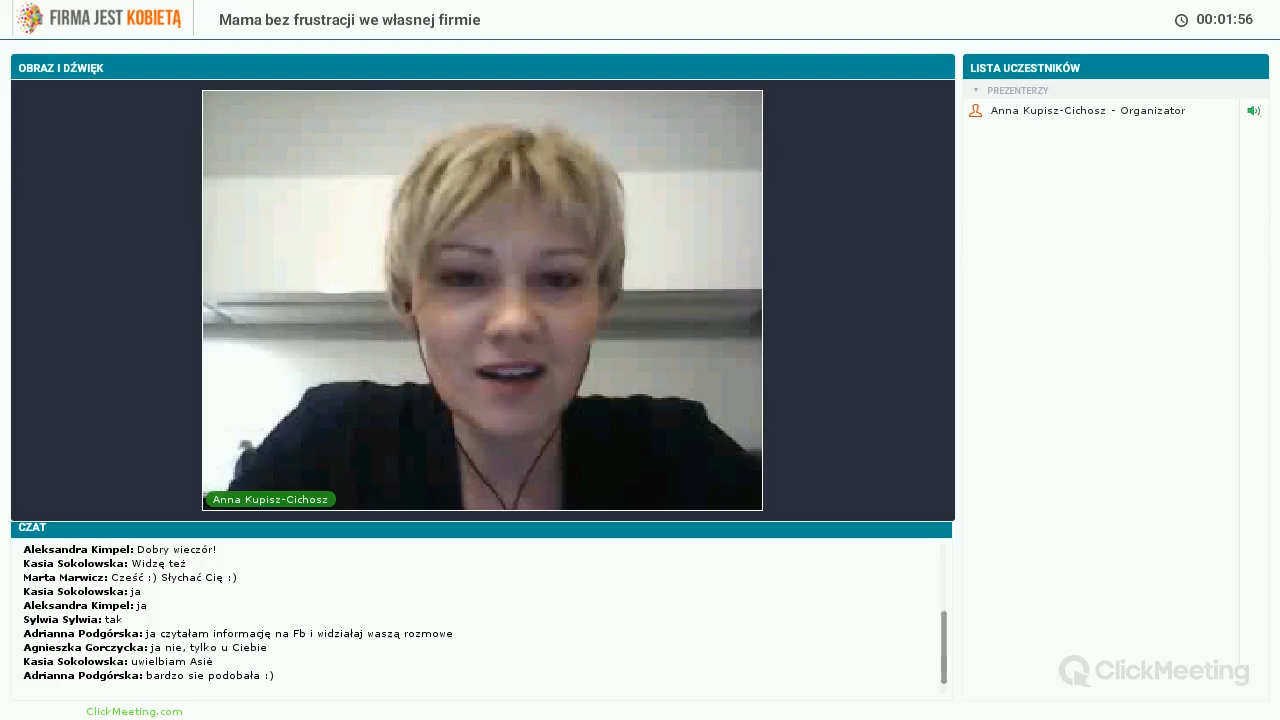 FIRMA JEST KOBIETĄ
Mama bez frustracji we własnej firmie
00:01:56
OBRAZ I DŹWIĘK
LISTA UCZESTNIKÓW
PREZENTERZY
Anna Kupisz-Cichosz - Organizator
Anna Kupisz-Cichosz
CZAT
Aleksandra Kimpel: Dobry wieczór!
Kasia Sokolowska: Widzę też
Marta Marwicz: Cześć :) Słychać Cię :)
Kasia Sokolowska: ja
Aleksandra Kimpel: ja
Sylwia Sylwia: tak
Adrianna Podgórska: ja czytałam informację na Fb i widziałaj waszą rozmowe
Agnieszka Gorczycka: ja nie, tylko u Ciebie
Kasia Sokolowska: uwielbiam Asię
Adrianna Podgórska: bardzo sie podobała :)
ClickMeeting
ClickMeeting.com